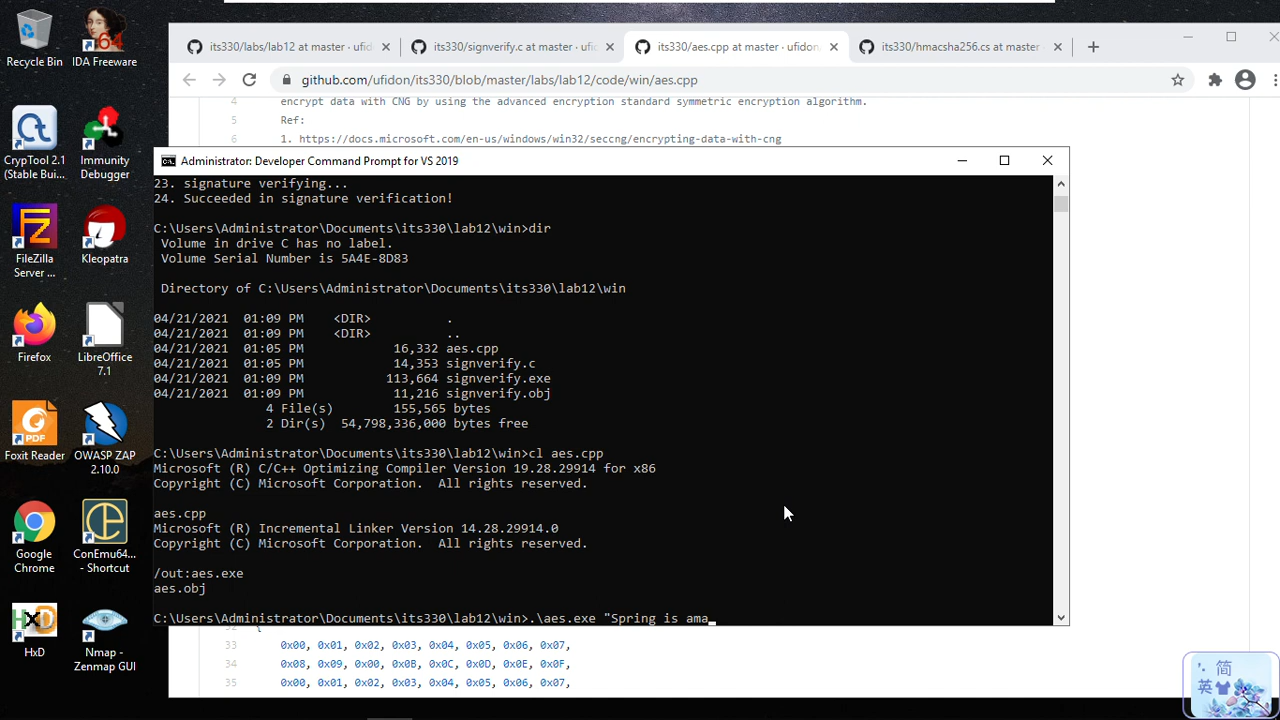 Recycle Bin
IDA Freeware
CrypTool 2.1
(Stable Bui...
Immunity
Debugger
FileZilla
Server ...
Kleopatra
Firefox
LibreOffice
7.1
Foxit Reader
OWASP ZAP
2.10.0
Google
Chrome
ConEmu64...
- Shortcut
HxD
Nmap -
Zenmap GUI
its330/labs/lab12 at master · ufid
its330/signverify.c at master · ufi
its330/aes.cpp at master · ufidon
its330/hmacsha256.cs at master
github.com/ufidon/its330/blob/master/labs/lab12/code/win/aes.cpp
4 encrypt data with CNG by using the advanced encryption standard symmetric encryption algorithm.
5 Ref:
6 1. https://docs.microsoft.com/en-us/windows/win32/seccng/encrypting-data-with-cng
Administrator: Developer Command Prompt for VS 2019
23. signature verifying...
24. Succeeded in signature verification!
C:\Users\Administrator\Documents\its330\lab12\win>dir
Volume in drive C has no label.
Volume Serial Number is 5A4E-8D83
Directory of C:\Users\Administrator\Documents\its330\lab12\win
04/21/2021 01:09 PM <DIR> .
04/21/2021 01:09 PM <DIR> ..
04/21/2021 01:05 PM 16,332 aes.cpp
04/21/2021 01:05 PM 14,353 signverify.c
04/21/2021 01:09 PM 113,664 signverify.exe
04/21/2021 01:09 PM 11,216 signverify.obj
4 File(s) 155,565 bytes
2 Dir(s) 54,798,336,000 bytes free
C:\Users\Administrator\Documents\its330\lab12\win>cl aes.cpp
Microsoft (R) C/C++ Optimizing Compiler Version 19.28.29914 for x86
Copyright (C) Microsoft Corporation. All rights reserved.
aes.cpp
Microsoft (R) Incremental Linker Version 14.28.29914.0
Copyright (C) Microsoft Corporation. All rights reserved.
/out:aes.exe
aes.obj
C:\Users\Administrator\Documents\its330\lab12\win>.\aes.exe "Spring is ama_
33 0x00, 0x01, 0x02, 0x03, 0x04, 0x05, 0x06, 0x07,
34 0x08, 0x09, 0x00, 0x0B, 0x0C, 0x0D, 0x0E, 0x0F,
35 0x00, 0x01, 0x02, 0x03, 0x04, 0x05, 0x06, 0x07,
简
英